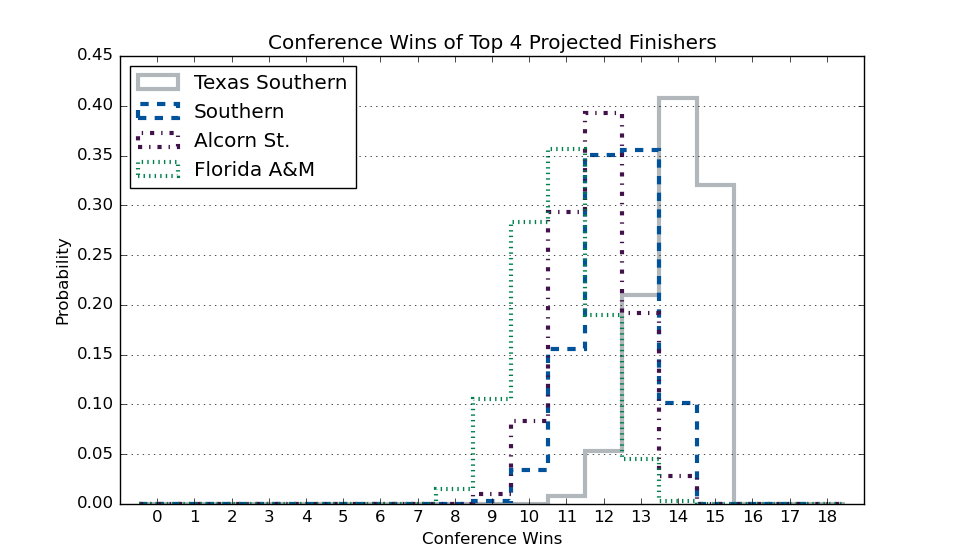 Conference Wins of Top 4 Projected Finishers
0.45
0.40
0.35
0.30
0.25
0.20
0.15
0.10
0.05
0.00
Probability
Texas Southern
Southern
Alcorn St.
Florida A&M
0 1 2 3 4 5 6 7 8 9 10 11 12 13 14 15 16 17 18
Conference Wins